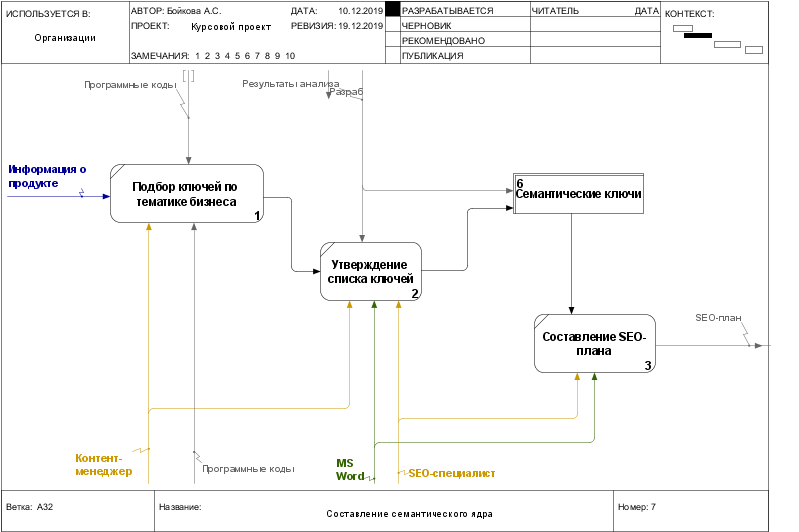 ИСПОЛЬЗУЕТСЯ В:
Организации
АВТОР: Бойкова А.С.
ДАТА: 10.12.2019
ПРОЕКТ: Курсовой проект
РЕВИЗИЯ: 19.12.2019
ЗАМЕЧАНИЯ: 1 2 3 4 5 6 7 8 9 10
РАЗРАБАТЫВАЕТСЯ
ЧЕРНОВИК
РЕКОМЕНДОВАНО
ПУБЛИКАЦИЯ
ЧИТАТЕЛЬ
ДАТА
КОНТЕКСТ:
Программные коды
Результаты анализа
Разраб
Информация о
продукте
Подбор ключей по
тематике бизнеса
1
6
Семантические ключи
Утверждение
списка ключей
2
Составление SEO-
плана
3
SEO-план
Контент-
менеджер
Программные коды
MS
Word
SEO-специалист
Ветка: A32
Название:
Составление семантического ядра
Номер: 7